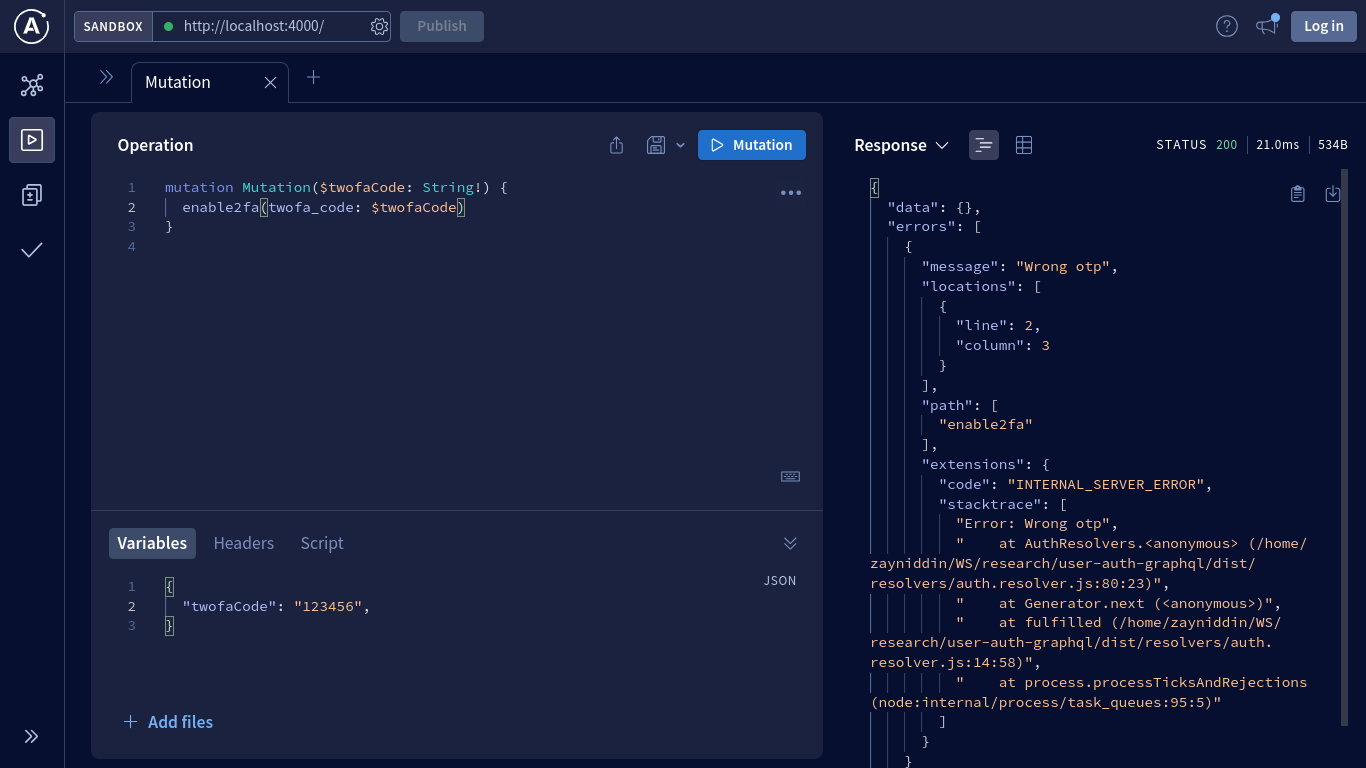 SANDBOX
http://localhost:4000/
Publish
Log in
Mutation
Operation
Mutation
1 mutation Mutation($twofaCode: String!) {
2 enable2fa(twofa_code: $twofaCode)
3 }
4
Variables
Headers
Script
JSON
1 {
2 "twofaCode": "123456",
3 }
+ Add files
Response
STATUS 200
21.0ms
534B
{
"data": {},
"errors": [
{
"message": "Wrong otp",
"locations": [
{
"line": 2,
"column": 3
}
],
"path": [
"enable2fa"
],
"extensions": {
"code": "INTERNAL_SERVER_ERROR",
"stacktrace": [
"Error: Wrong otp",
"    at AuthResolvers.<anonymous> (/home/
zayniddin/WS/research/user-auth-graphql/dist/
resolvers/auth.resolver.js:80:23)",
"    at Generator.next (<anonymous>)",
"    at fulfilled (/home/zayniddin/WS/
research/user-auth-graphql/dist/resolvers/auth.
resolver.js:14:58)",
"    at process.processTicksAndRejections
(node:internal/process/task_queues:95:5)"
]
}
}